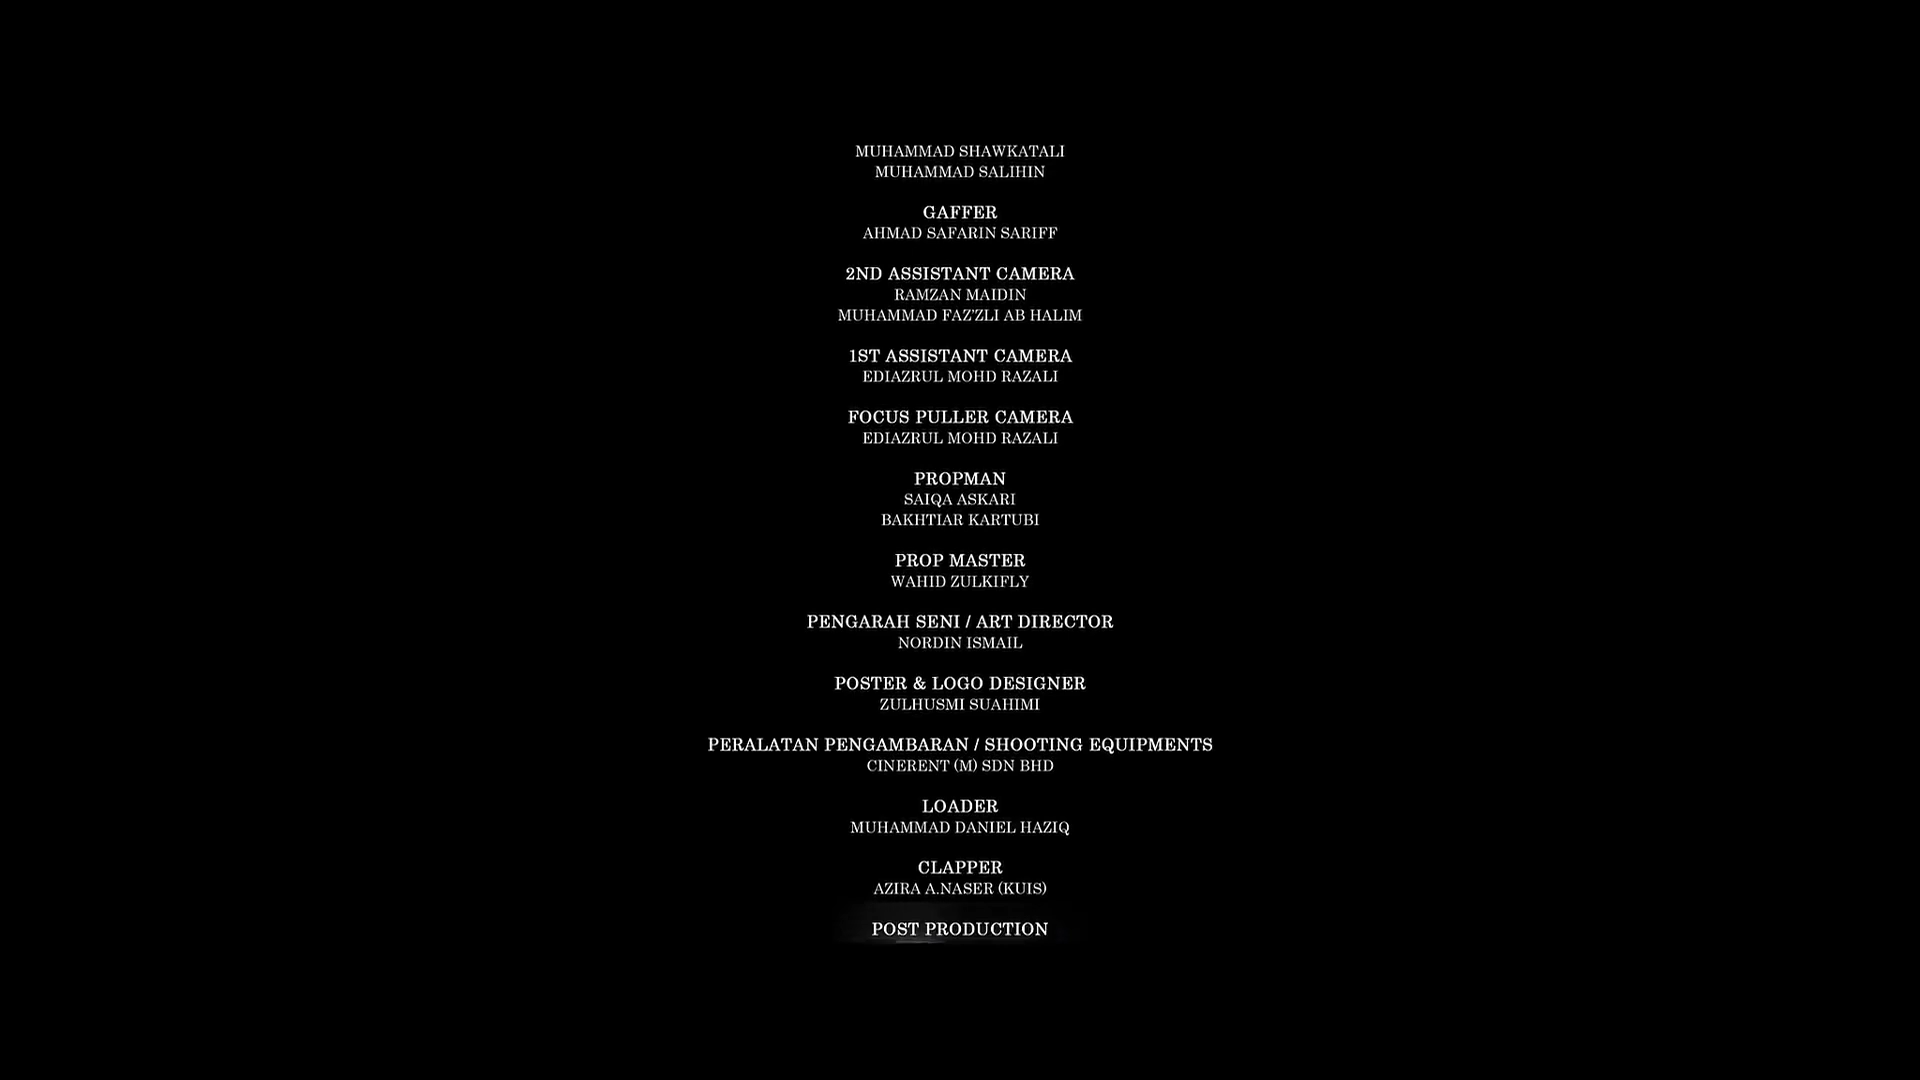 MUHAMMAD SHAWKATALI
MUHAMMAD SALIHIN
GAFFER
AHMAD SAFARIN SARIFF
2ND ASSISTANT CAMERA
RAMZAN MAIDIN
MUHAMMAD FAZ'ZLI AB HALIM
1ST ASSISTANT CAMERA
EDIAZRUL MOHD RAZALI
FOCUS PULLER CAMERA
EDIAZRUL MOHD RAZALI
PROPMAN
SAIQA ASKARI
BAKHTIAR KARTUBI
PROP MASTER
WAHID ZULKIFLY
PENGARAH SENI / ART DIRECTOR
NORDIN ISMAIL
POSTER & LOGO DESIGNER
ZULHUSMI SUAHIMI
PERALATAN PENGAMBARAN / SHOOTING EQUIPMENTS
CINERENT (M) SDN BHD
LOADER
MUHAMMAD DANIEL HAZIQ
CLAPPER
AZIRA A.NASER (KUIS)
POST PRODUCTION